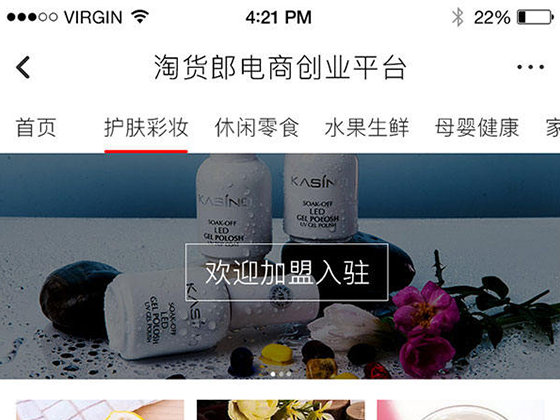 VIRGIN 4:21 PM 22%
淘货郎电商创业平台
首页 护肤彩妆 休闲零食 水果生鲜 母婴健康
KASING
SOAK-OFF
LED
GEL POLOSH
UV GEL POLISH
KASING
SOAK-OFF
LED
GEL POLOSH
UV GEL POLISH
欢迎加盟入驻
SOAK-OFF
LED
GEL POLOSH
UV GEL POLISH